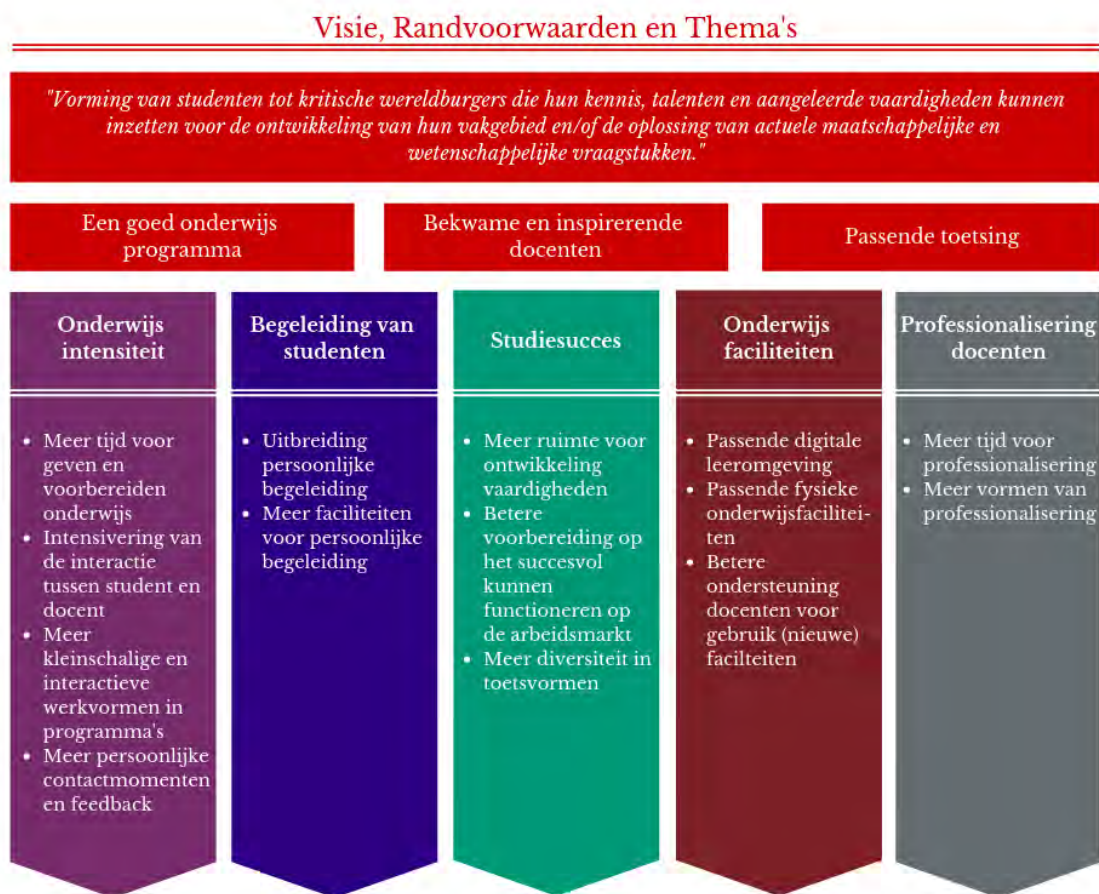 Visie, Randvoorwaarden en Thema's
"Vorming van studenten tot kritische wereldburgers die hun kennis, talenten en aangeleerde vaardigheden kunnen
inzetten voor de ontwikkeling van hun vakgebied en/of de oplossing van actuele maatschappelijke en
wetenschappelijke vraagstukken."
Een goed onderwijs
programma
Bekwame en inspirerende
docenten
Passende toetsing
Onderwijs
intensiteit
• Meer tijd voor
geven en
voorbereiden
onderwijs
• Intensivering van
de interactie
tussen student en
docent
• Meer
kleinschalige en
interactieve
werkvormen in
programma's
• Meer persoonlijke
contactmomenten
en feedback
Begeleiding van
studenten
• Uitbreiding
persoonlijke
begeleiding
• Meer faciliteiten
voor persoonlijke
begeleiding
Studiesucces
• Meer ruimte voor
ontwikkeling
vaardigheden
• Betere
voorbereiding op
het succesvol
kunnen
functioneren op
de arbeidsmarkt
• Meer diversiteit in
toetsvormen
Onderwijs
faciliteiten
• Passende digitale
leeromgeving
• Passende fysieke
onderwijsfacilitei-
ten
• Betere
ondersteuning
docenten voor
gebruik (nieuwe)
facilteiten
Professionalisering
docenten
• Meer tijd voor
professionalisering
• Meer vormen van
professionalisering